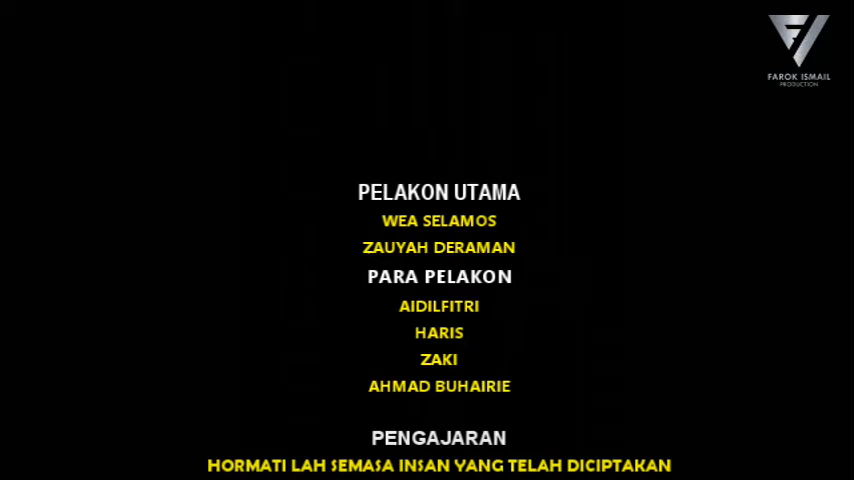 FAROK ISMAIL
PRODUCTION
PELAKON UTAMA
WEA SELAMOS
ZAUYAH DERAMAN
PARA PELAKON
AIDILFITRI
HARIS
ZAKI
AHMAD BUHAIRIE
PENGAJARAN
HORMATI LAH SEMASA INSAN YANG TELAH DICIPTAKAN